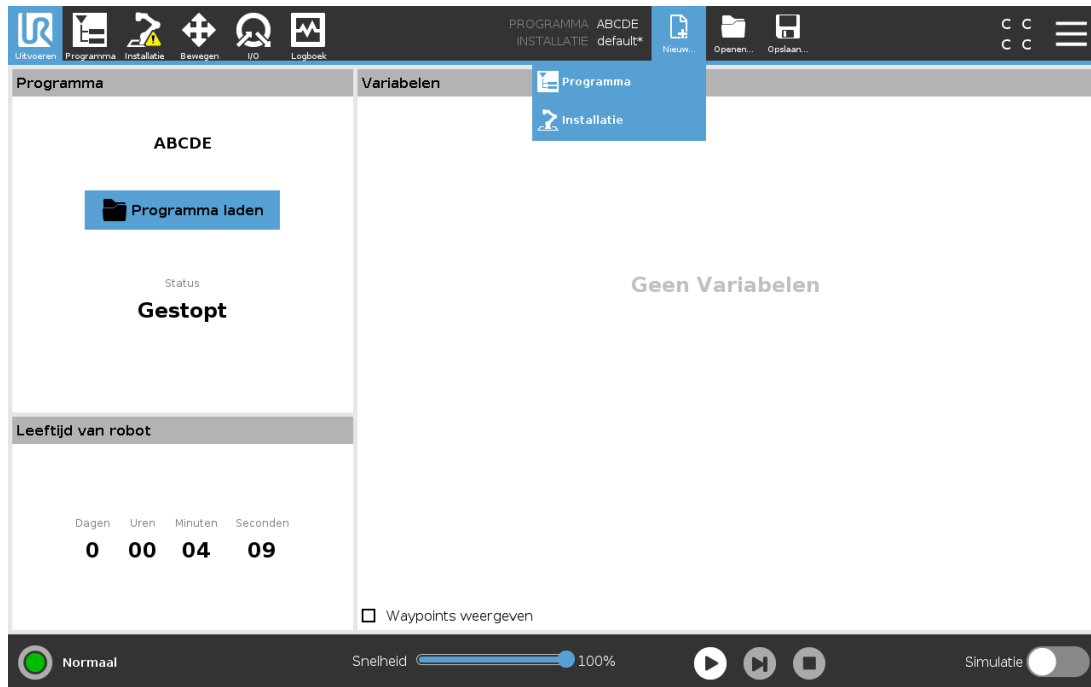 PROGRAMMA ABCDE
INSTALLATIE default*
UR
Uitvoeren Programma Installatie Bewegen I/O Logboek Nieuw... Openen... Opslaan...
C C
C C
Programma
Installatie
Programma
ABCDE
Programma laden
Status
Gestopt
Leeftijd van robot
Dagen Uren Minuten Seconden
0 00 04 09
Variabelen
Geen Variabelen
Waypoints weergeven
Normaal Snelheid 100% Simulatie